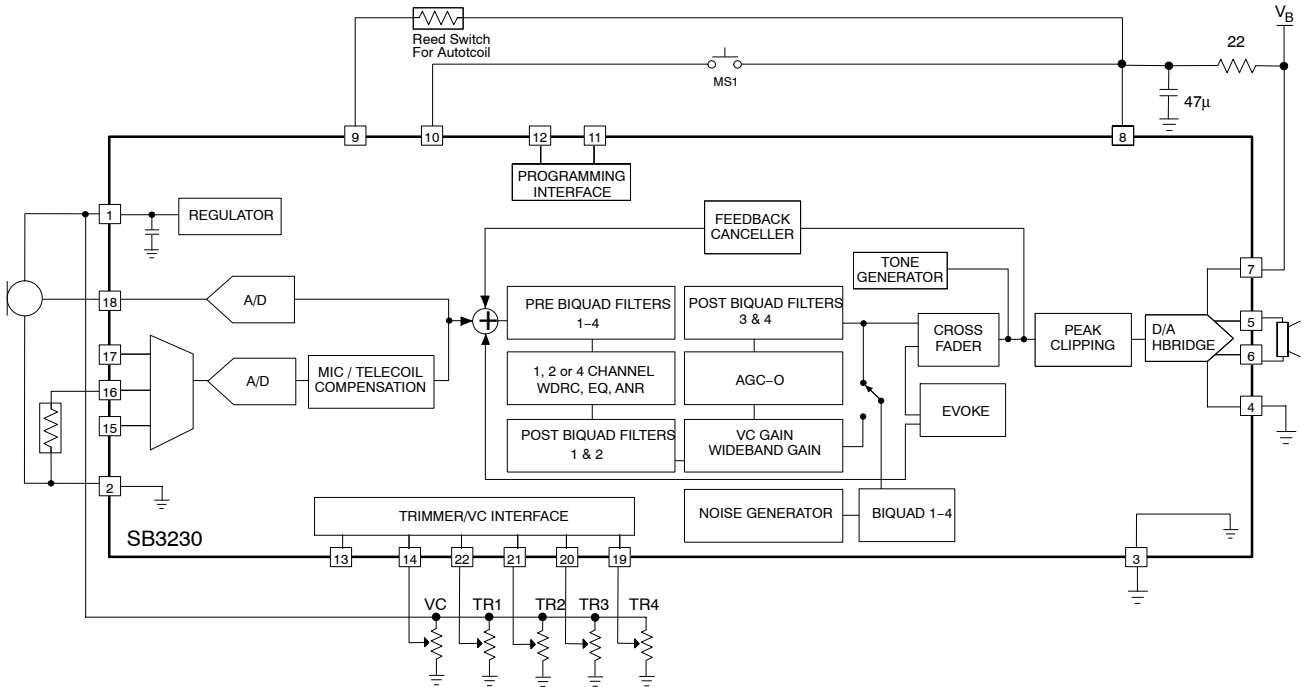 V_B
Reed Switch
For Autotcoil
22
MS1
47µ
9
10
12
11
8
PROGRAMMING
INTERFACE
1
REGULATOR
FEEDBACK
CANCELLER
TONE
GENERATOR
7
18
A/D
+
PRE BIQUAD FILTERS
1–4
POST BIQUAD FILTERS
3 & 4
CROSS
FADER
PEAK
CLIPPING
D/A
HBRIDGE
5
6
17
16
15
A/D
MIC / TELECOIL
COMPENSATION
1, 2 or 4 CHANNEL
WDRC, EQ, ANR
AGC–O
EVOKE
4
POST BIQUAD FILTERS
1 & 2
VC GAIN
WIDEBAND GAIN
2
TRIMMER/VC INTERFACE
NOISE GENERATOR
BIQUAD 1–4
SB3230
13
14
22
21
20
19
3
VC
TR1
TR2
TR3
TR4